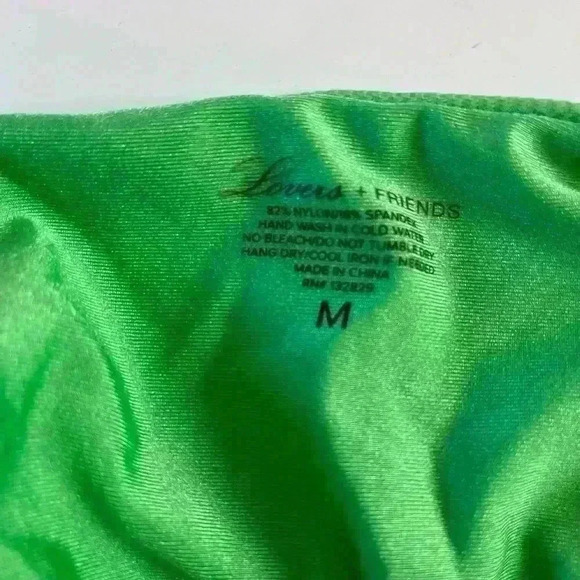 Lovers + FRIENDS
82% NYLON/18% SPANDEX
HAND WASH IN COLD WATER
NO BLEACH/DO NOT TUMBLE DRY
HANG DRY/COOL IRON IF NEEDED
MADE IN CHINA
RN# 132829
M